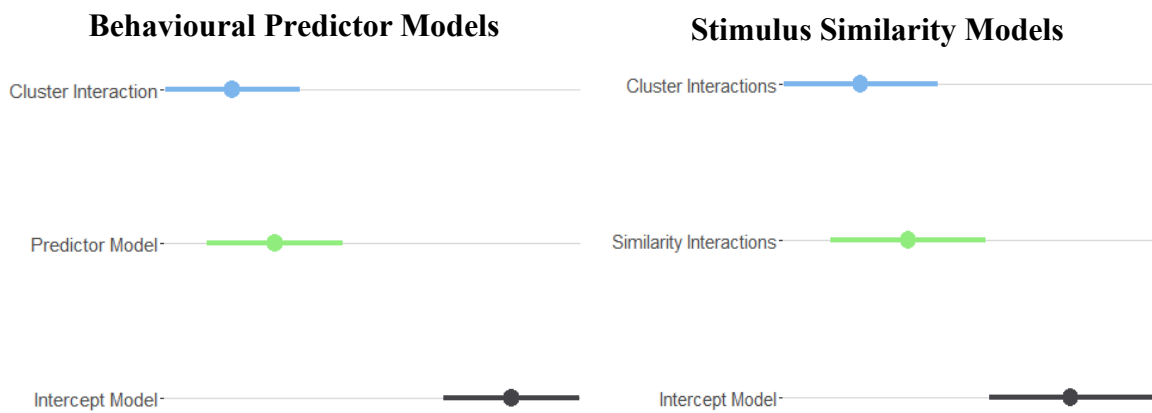 Behavioural Predictor Models
Cluster Interaction
Predictor Model
Intercept Model
Stimulus Similarity Models
Cluster Interactions
Similarity Interactions
Intercept Model